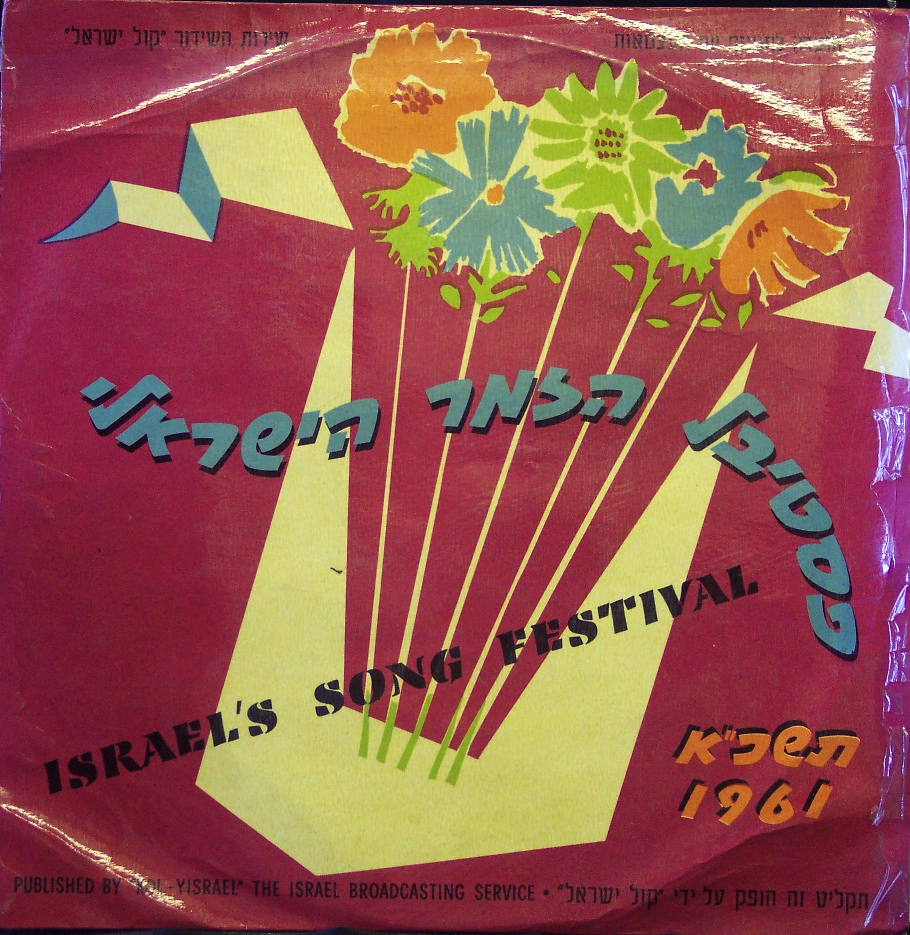 שירות השידור "קול ישראל"
פסטיבל הזמר הישראלי
ISRAEL'S SONG FESTIVAL
תשכ"א
1961
PUBLISHED BY "KOL-YISRAEL" THE ISRAEL BROADCASTING SERVICE • תקליט זה הופק על ידי "קול ישראל"